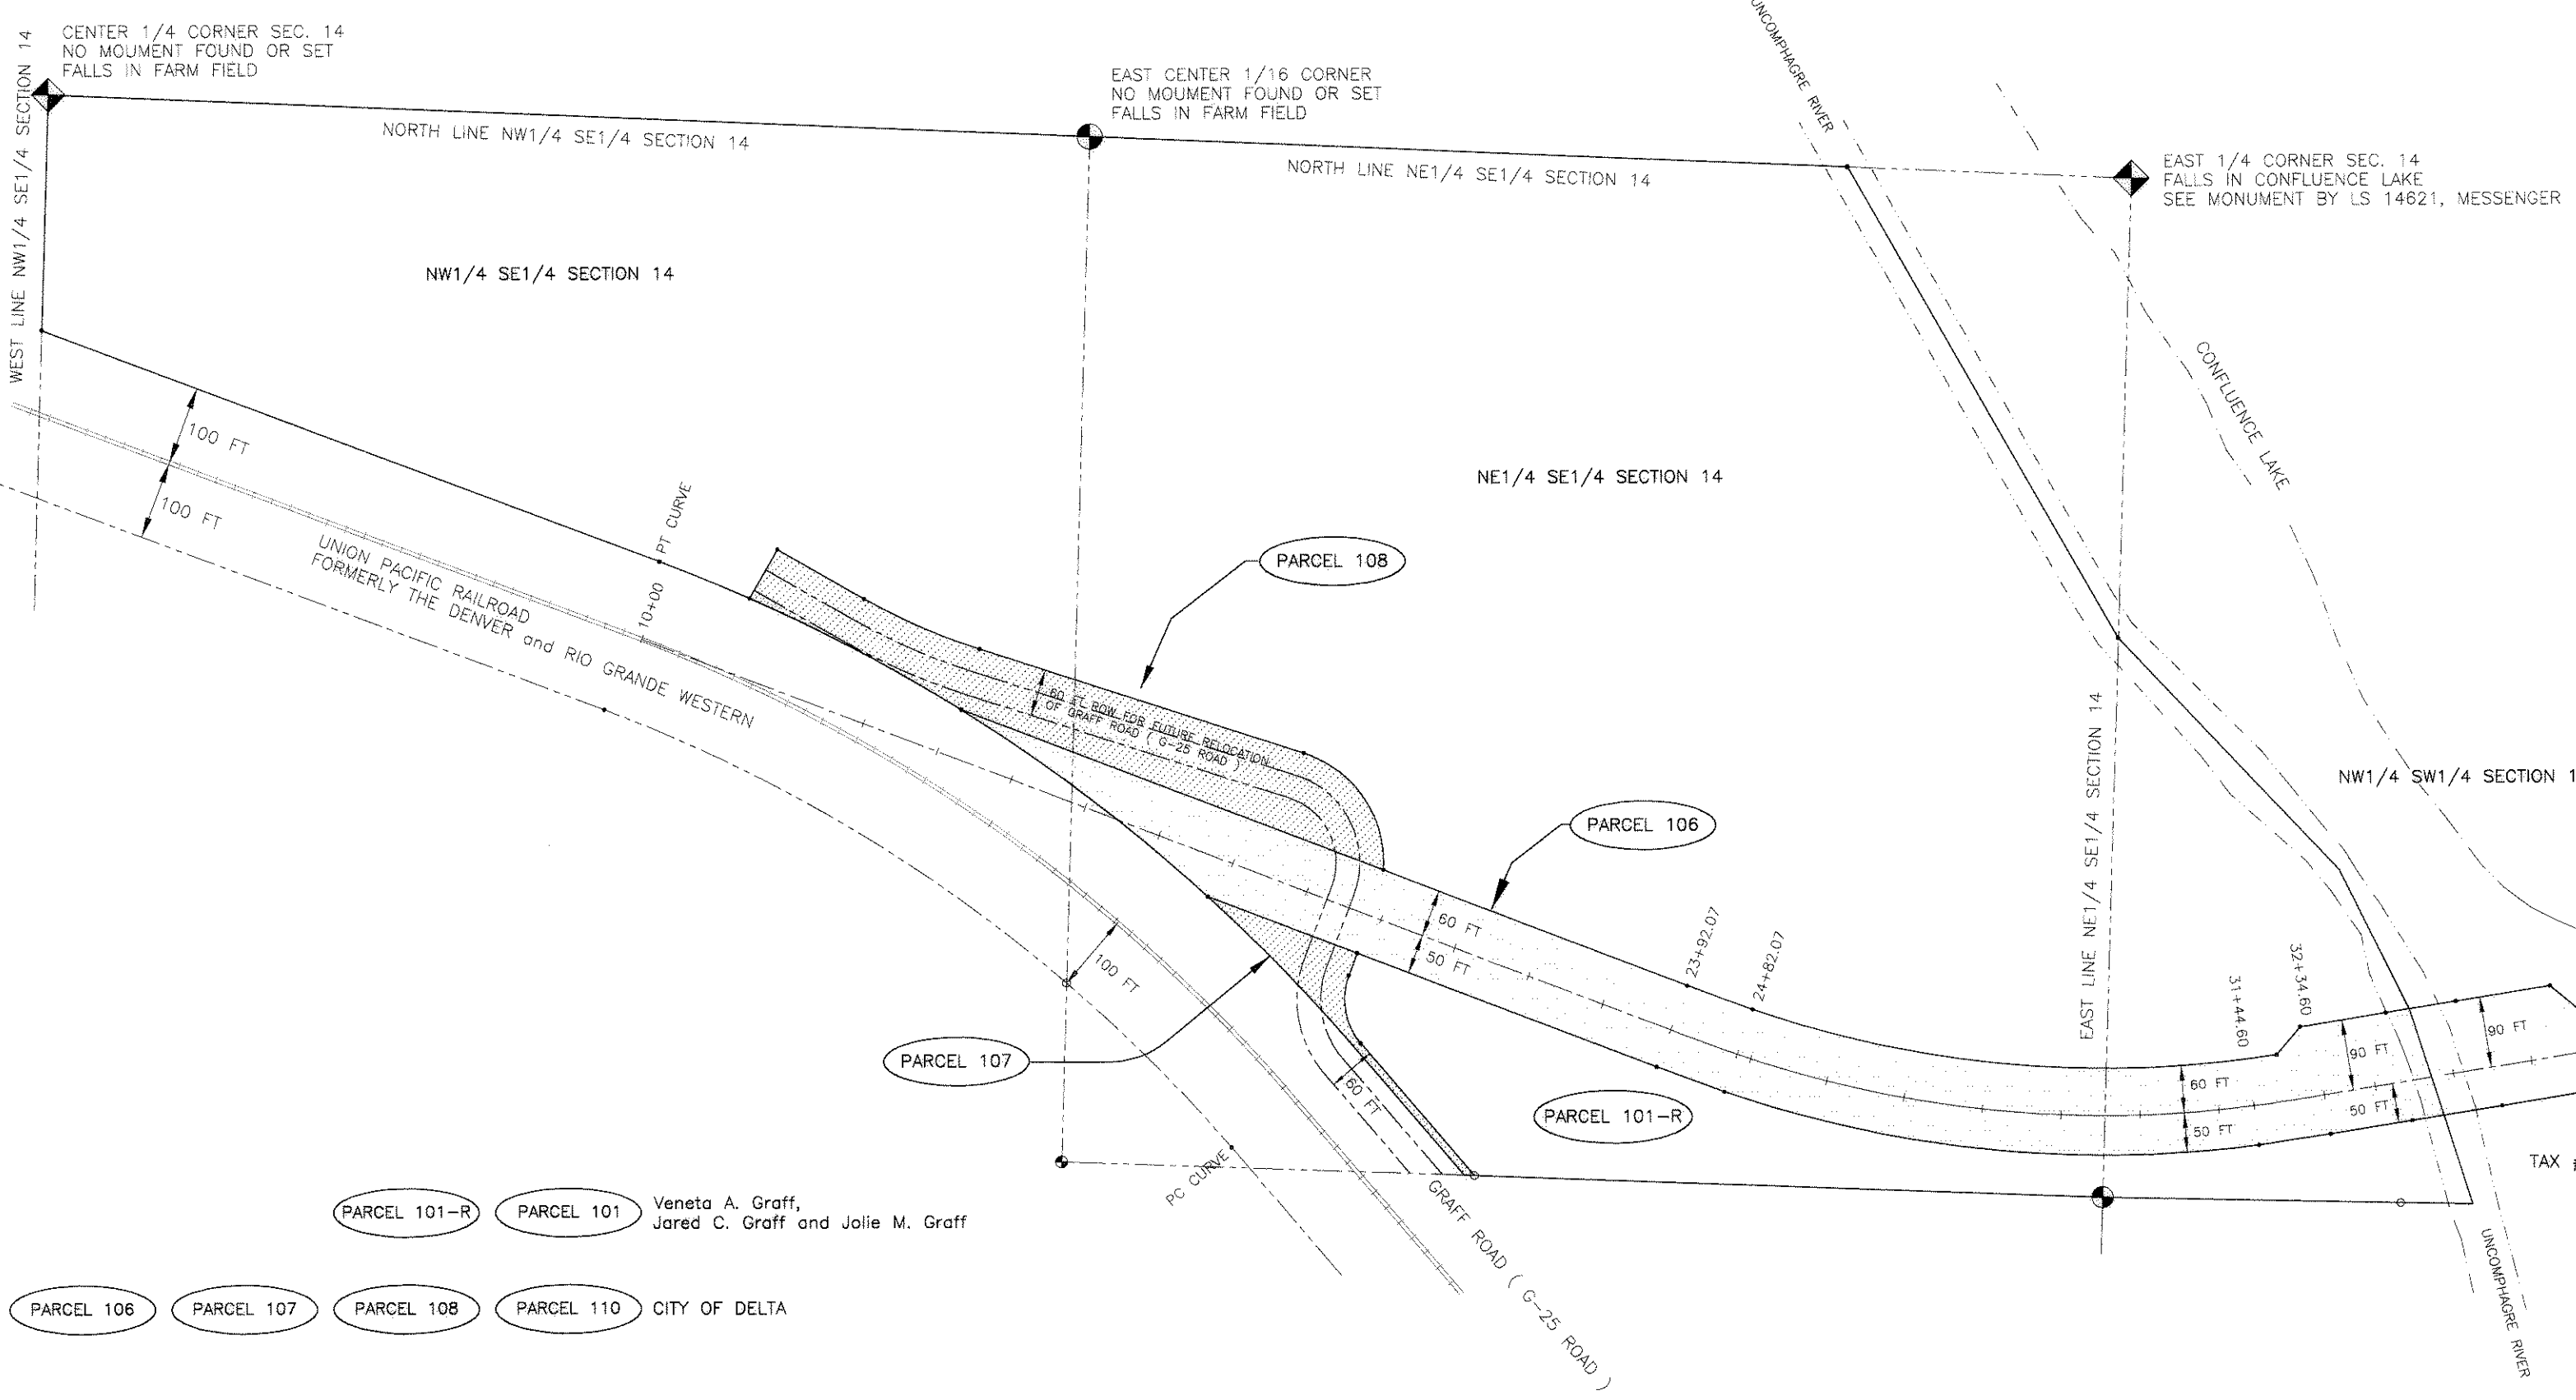 CENTER 1/4 CORNER SEC. 14
NO MOUMENT FOUND OR SET
FALLS IN FARM FIELD
WEST LINE NW1/4 SE1/4 SECTION 14
NORTH LINE NW1/4 SE1/4 SECTION 14
EAST CENTER 1/16 CORNER
NO MOUMENT FOUND OR SET
FALLS IN FARM FIELD
NORTH LINE NE1/4 SE1/4 SECTION 14
UNCOMPHAGRE RIVER
EAST 1/4 CORNER SEC. 14
FALLS IN CONFLUENCE LAKE
SEE MONUMENT BY LS 14621, MESSENGER
NW1/4 SE1/4 SECTION 14
NE1/4 SE1/4 SECTION 14
CONFLUENCE LAKE
100 FT
100 FT
UNION PACIFIC RAILROAD
FORMERLY THE DENVER and RIO GRANDE WESTERN
10+00
PT CURVE
PARCEL 108
60 FT ROW FOR FUTURE RELOCATION
OF GRAFF ROAD ( G-25 ROAD )
PARCEL 106
EAST LINE NE1/4 SE1/4 SECTION 14
NW1/4 SW1/4 SECTION 1
60 FT
50 FT
23+92.07
24+82.07
31+44.60
32+34.60
100 FT
PARCEL 107
60 FT
PARCEL 101-R
60 FT
50 FT
90 FT
50 FT
90 FT
TAX
PC CURVE
GRAFF ROAD ( G-25 ROAD )
UNCOMPHAGRE RIVER
PARCEL 101-R PARCEL 101 Veneta A. Graff,
Jared C. Graff and Jolie M. Graff
PARCEL 106 PARCEL 107 PARCEL 108 PARCEL 110 CITY OF DELTA